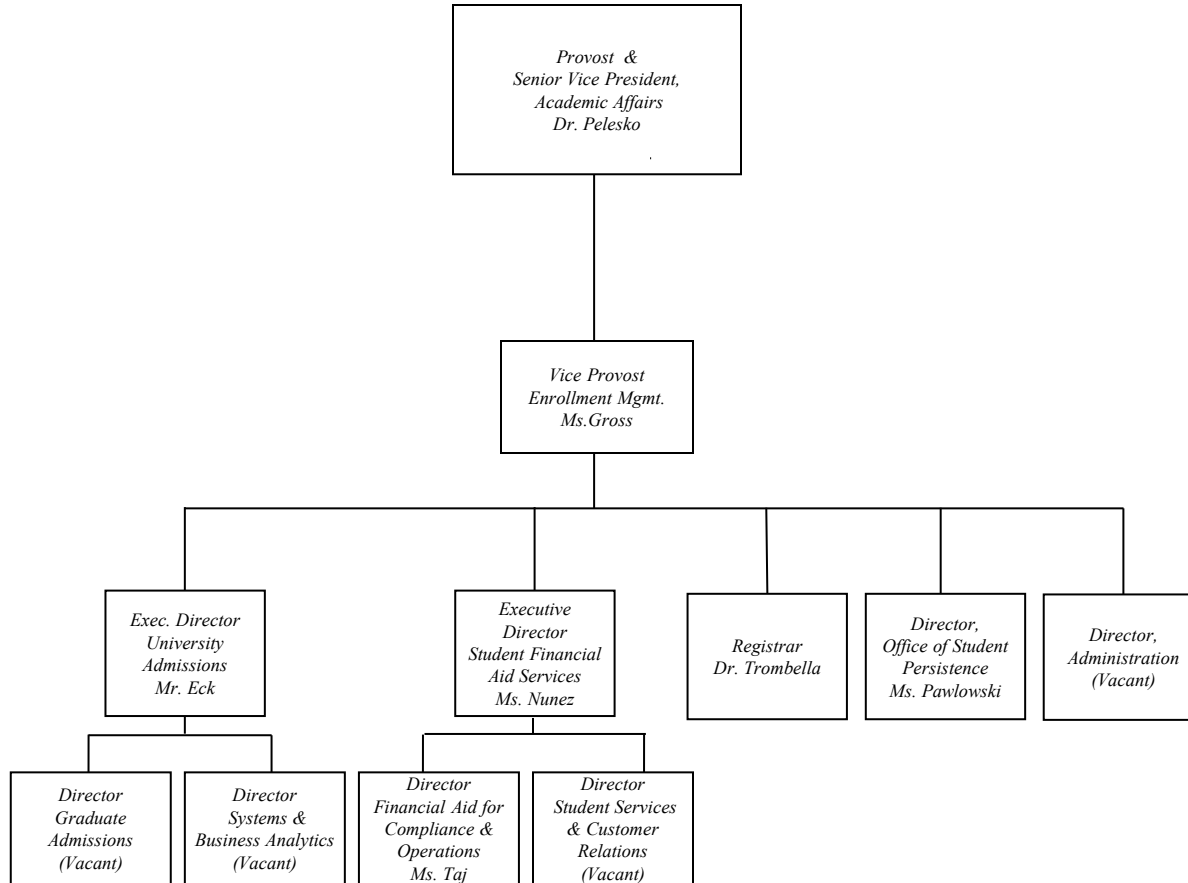 Provost &
Senior Vice President,
Academic Affairs
Dr. Pelesko
.
Vice Provost
Enrollment Mgmt.
Ms.Gross
Exec. Director
University
Admissions
Mr. Eck
Executive
Director
Student Financial
Aid Services
Ms. Nunez
Registrar
Dr. Trombella
Director,
Office of Student
Persistence
Ms. Pawlowski
Director,
Administration
(Vacant)
Director
Graduate
Admissions
(Vacant)
Director
Systems &
Business Analytics
(Vacant)
Director
Financial Aid for
Compliance &
Operations
Ms. Taj
Director
Student Services
& Customer
Relations
(Vacant)